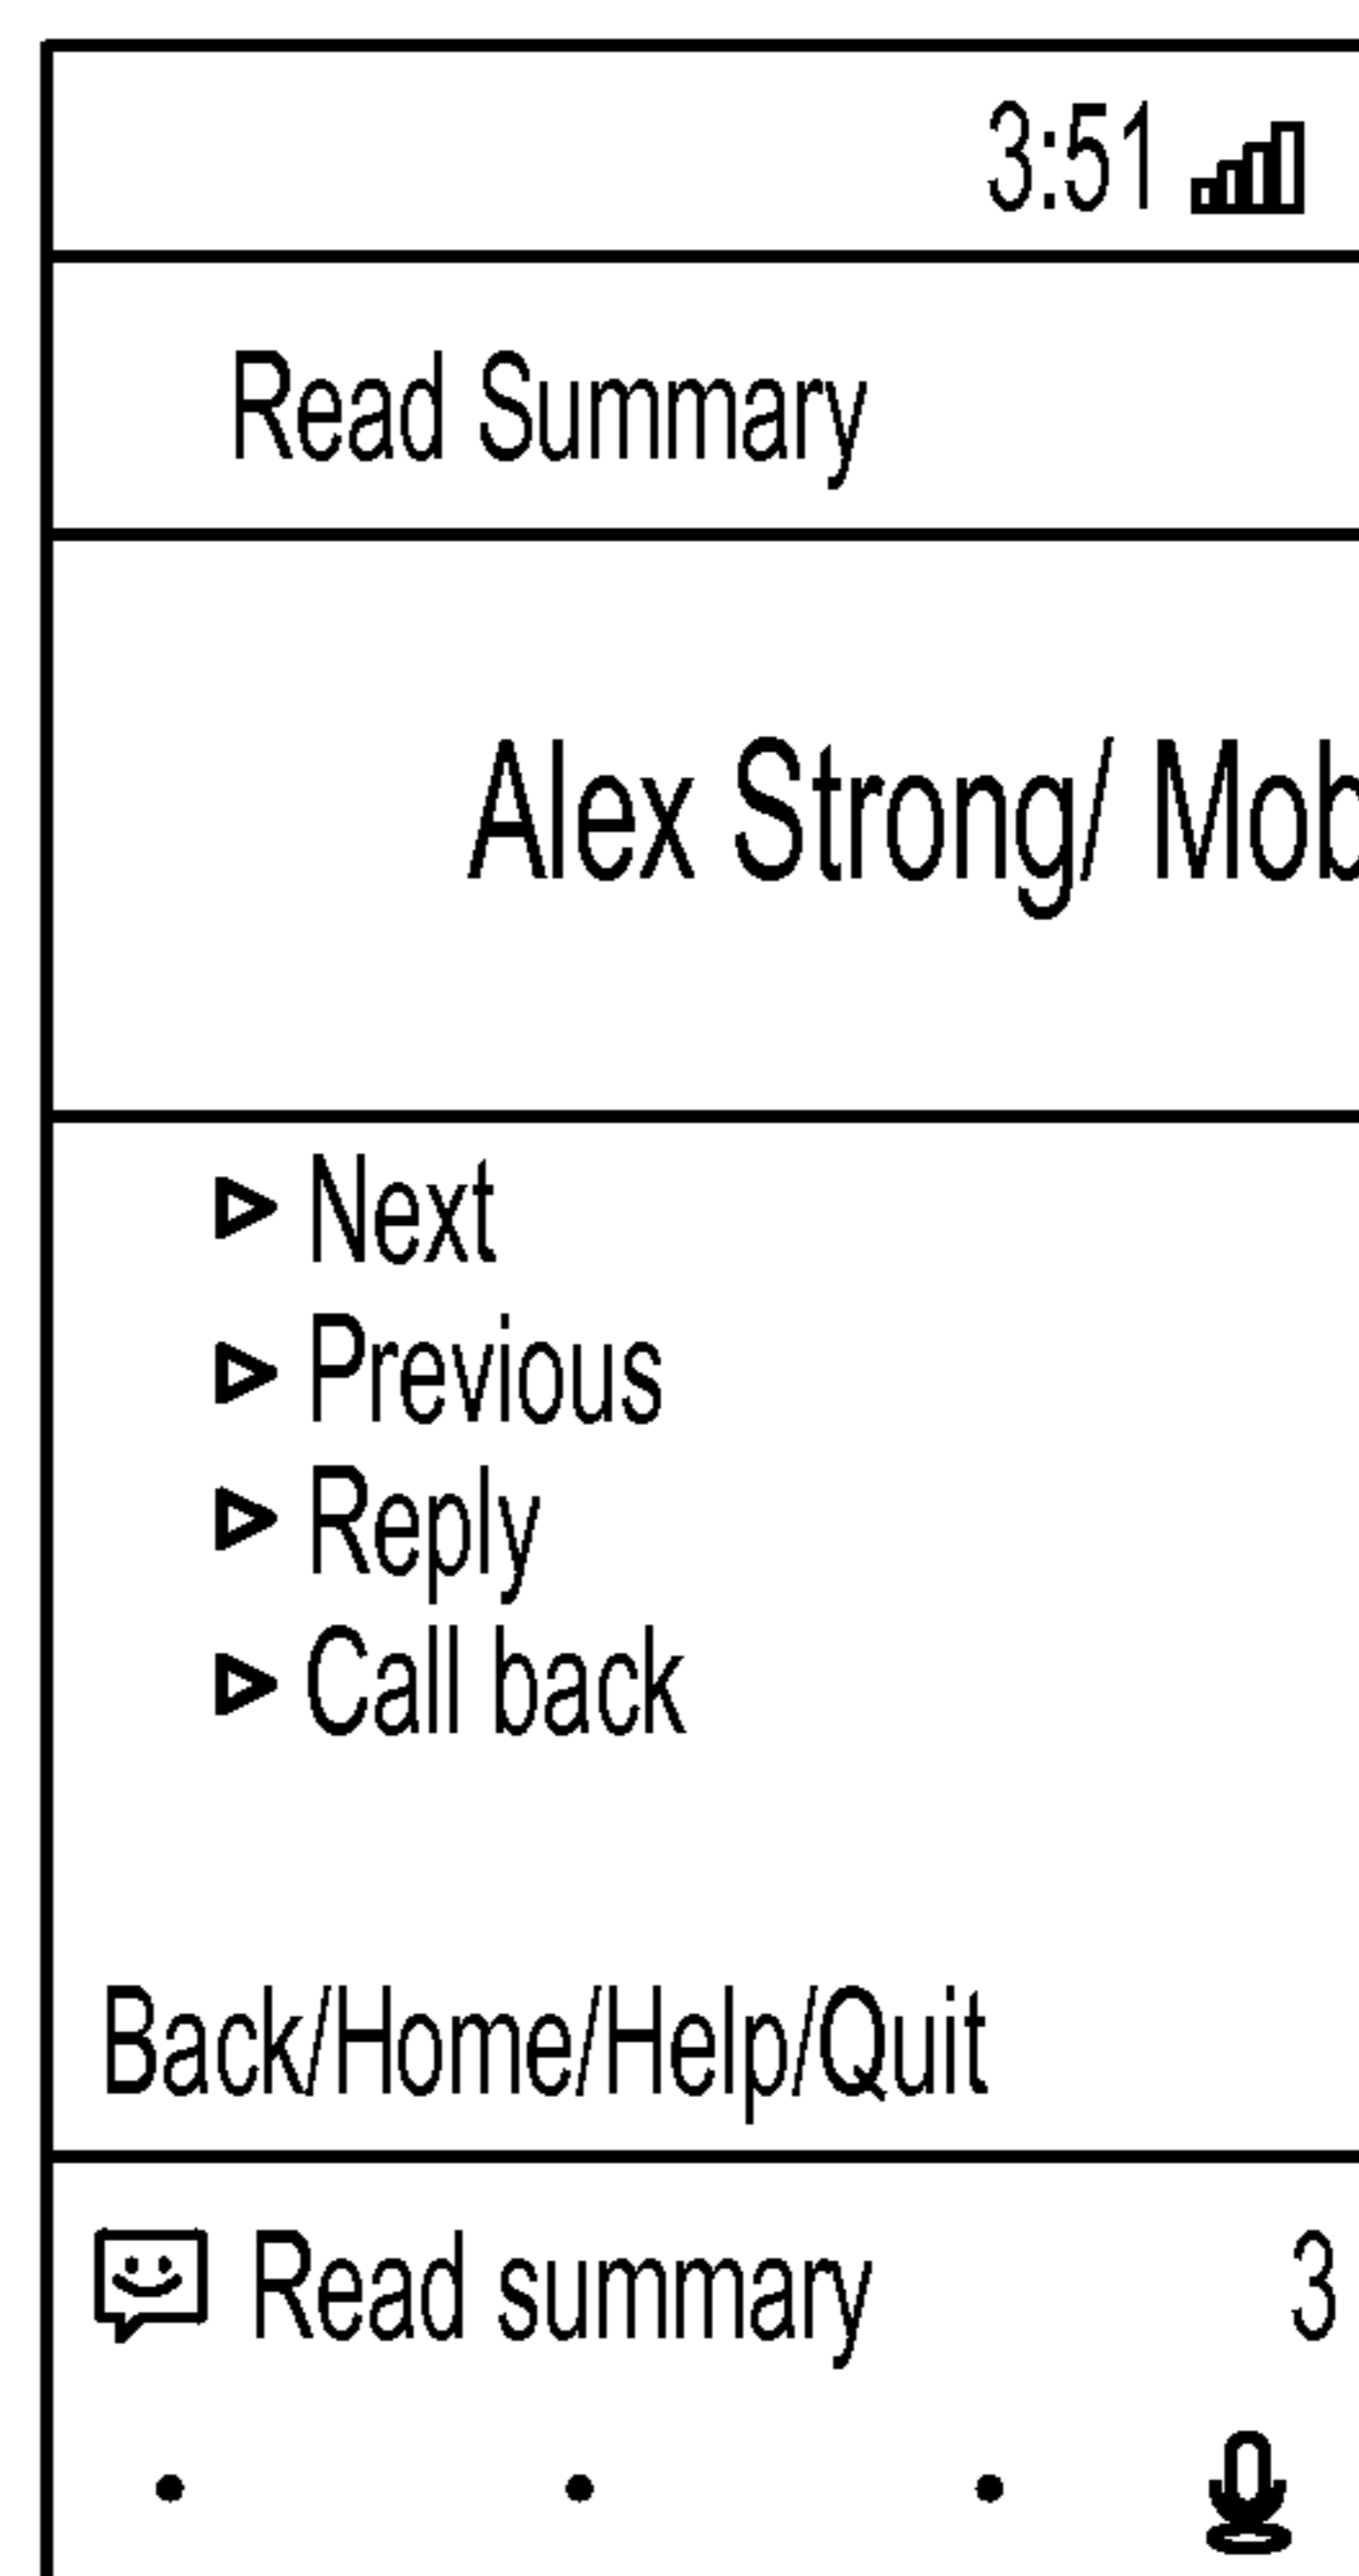 3:51
Read Summary
Alex Strong/ Mob
Next
Previous
Reply
Call back
Back/Home/Help/Quit
Read summary 3